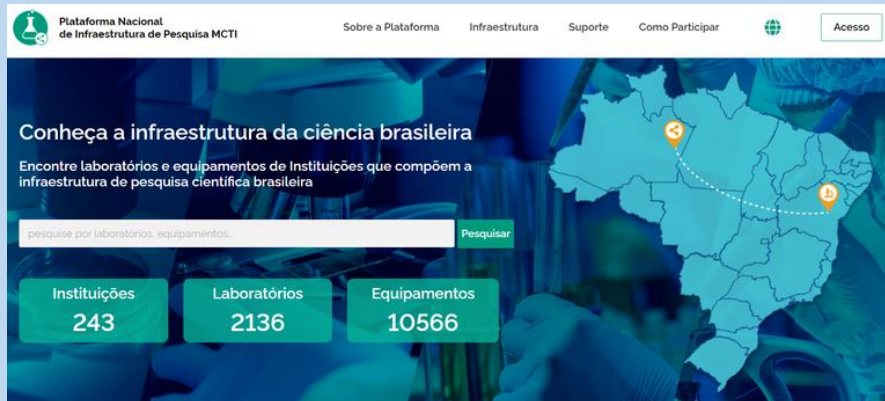 Plataforma Nacional
de Infraestrutura de Pesquisa MCTI
Sobre a Plataforma
Infraestrutura
Suporte
Como Participar
Acesso
Conheça a infraestrutura da ciência brasileira
Encontre laboratórios e equipamentos de Instituições que compõem a
infraestrutura de pesquisa científica brasileira
pesquise por laboratórios, equipamentos...
Pesquisar
Instituições
243
Laboratórios
2136
Equipamentos
10566